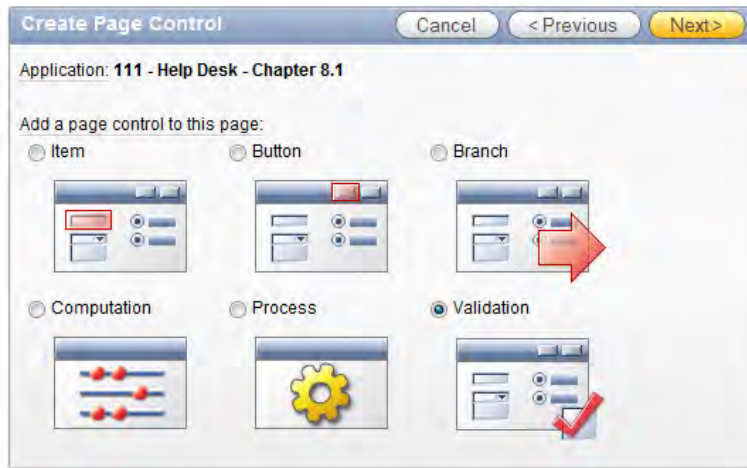 Create Page Control Cancel < Previous Next >
Application: 111 - Help Desk - Chapter 8.1
Add a page control to this page:
Item Button Branch
Computation Process Validation